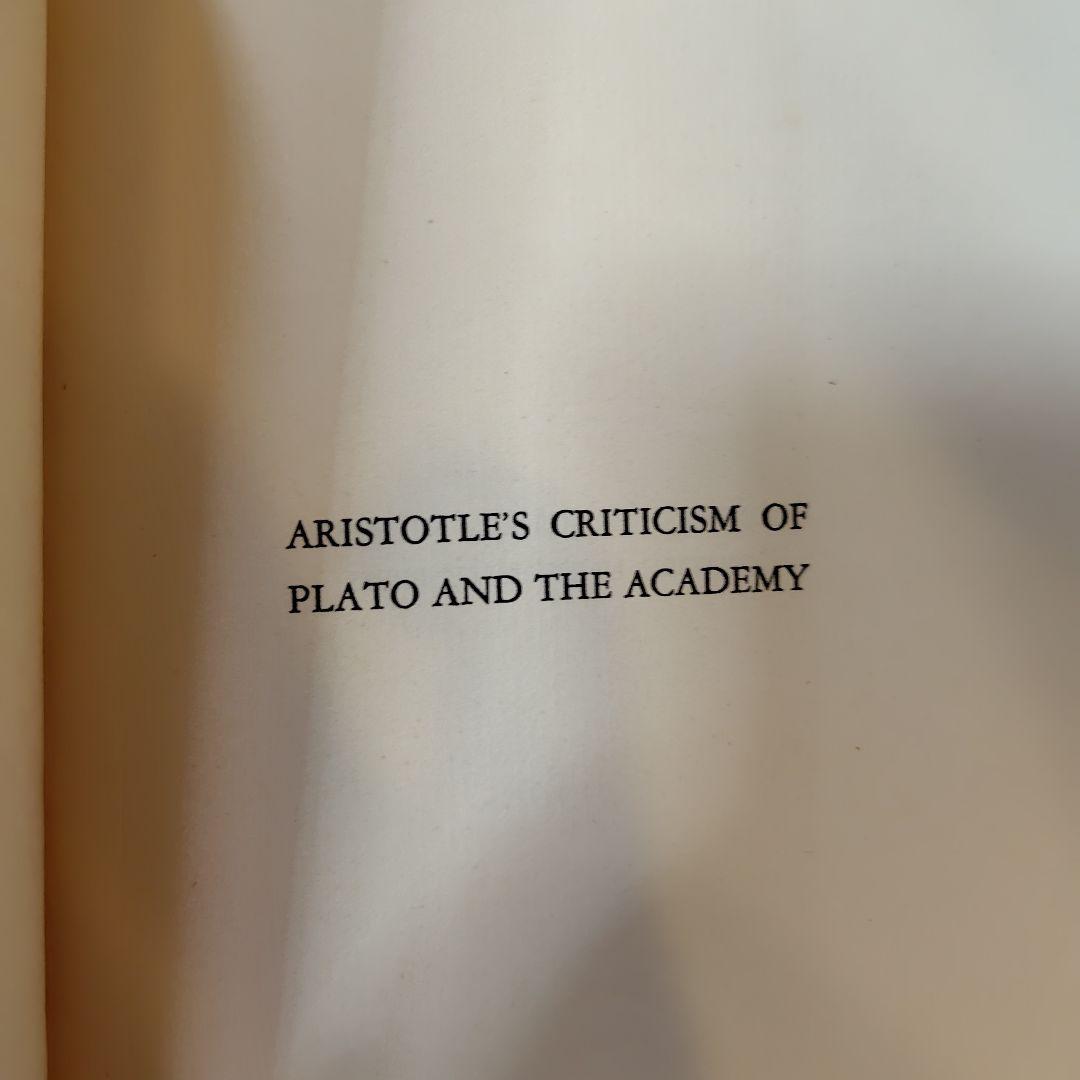 ARISTOTLE'S CRITICISM OF
PLATO AND THE ACADEMY